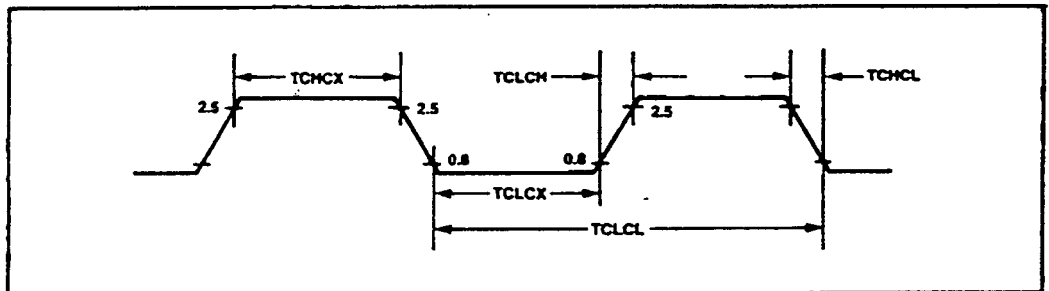 TCHCX TCLCH TCHCL
2.5 2.5 2.5
0.8 0.8
TCLCX
TCLCL